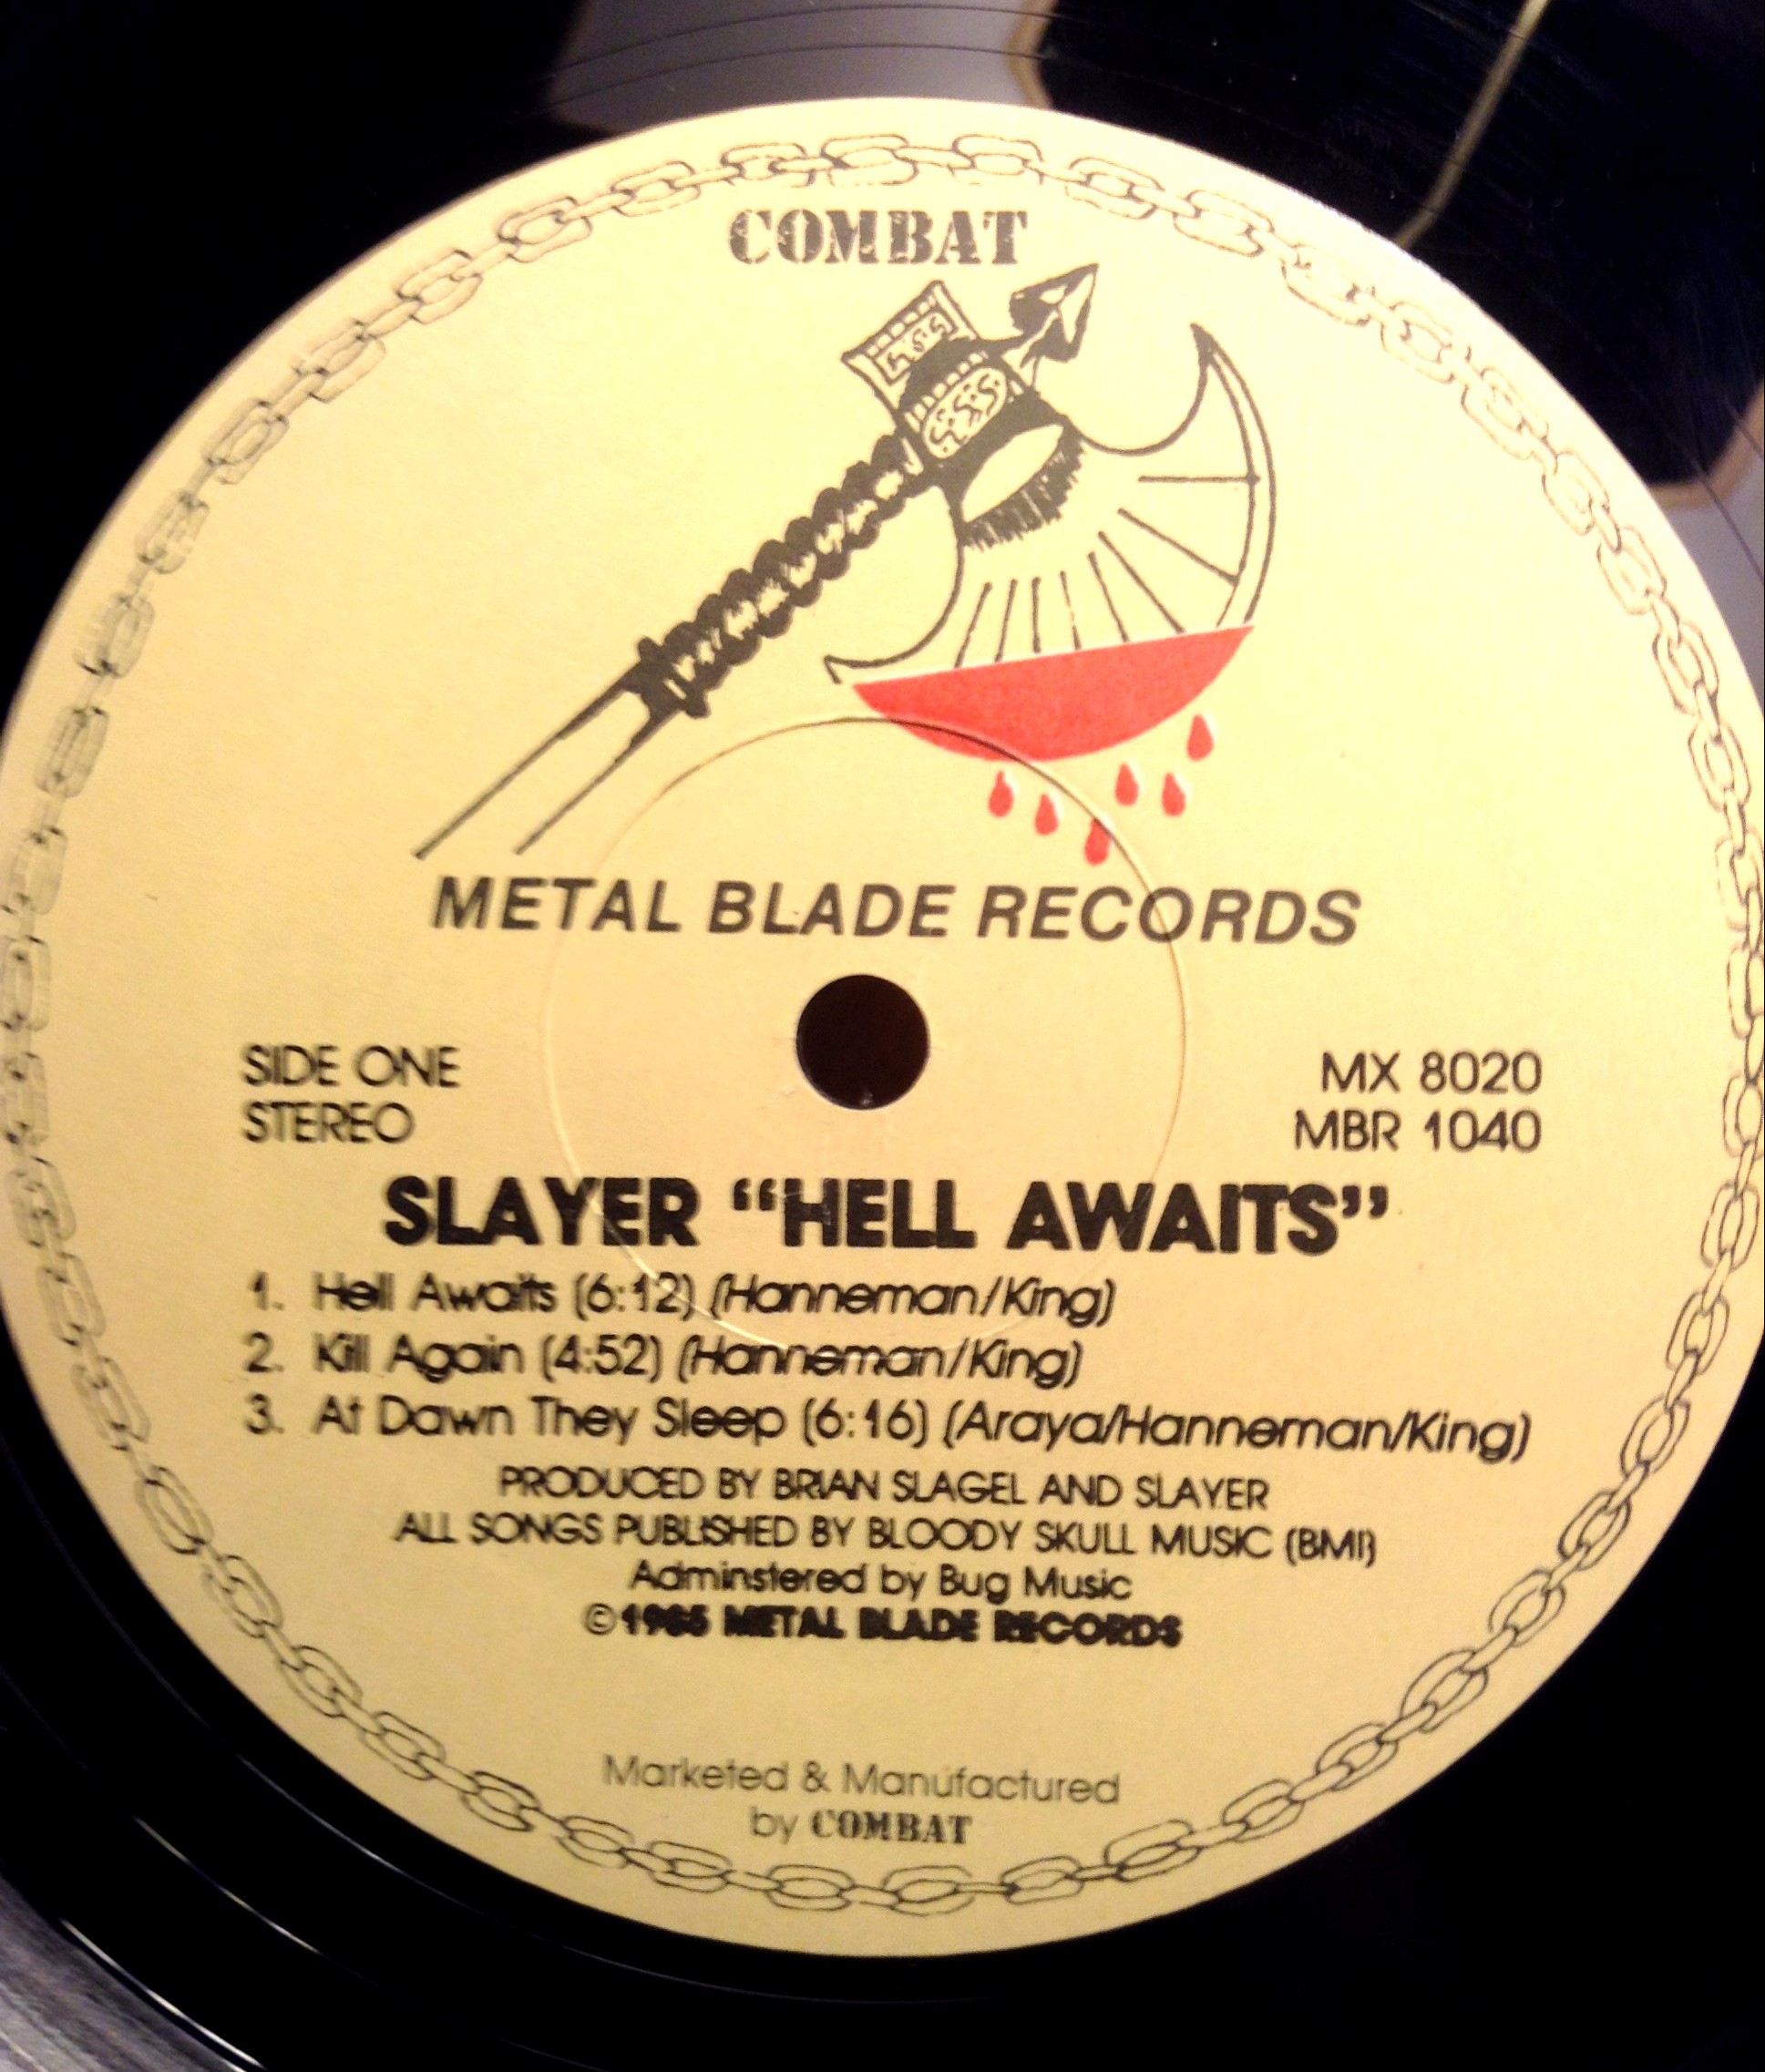 COMBAT
METAL BLADE RECORDS
SIDE ONE
STEREO
MX 8020
MBR 1040
SLAYER “HELL AWAITS”
1. Hell Awaits (6:12) (Hanneman/King)
2. Kill Again (4:52) (Hanneman/King)
3. At Dawn They Sleep (6:16) (Araya/Hanneman/King)
PRODUCED BY BRIAN SLAGEL AND SLAYER
ALL SONGS PUBLISHED BY BLOODY SKULL MUSIC (BMI)
Adminstered by Bug Music
©1985 METAL BLADE RECORDS
Marketed & Manufactured
by COMBAT